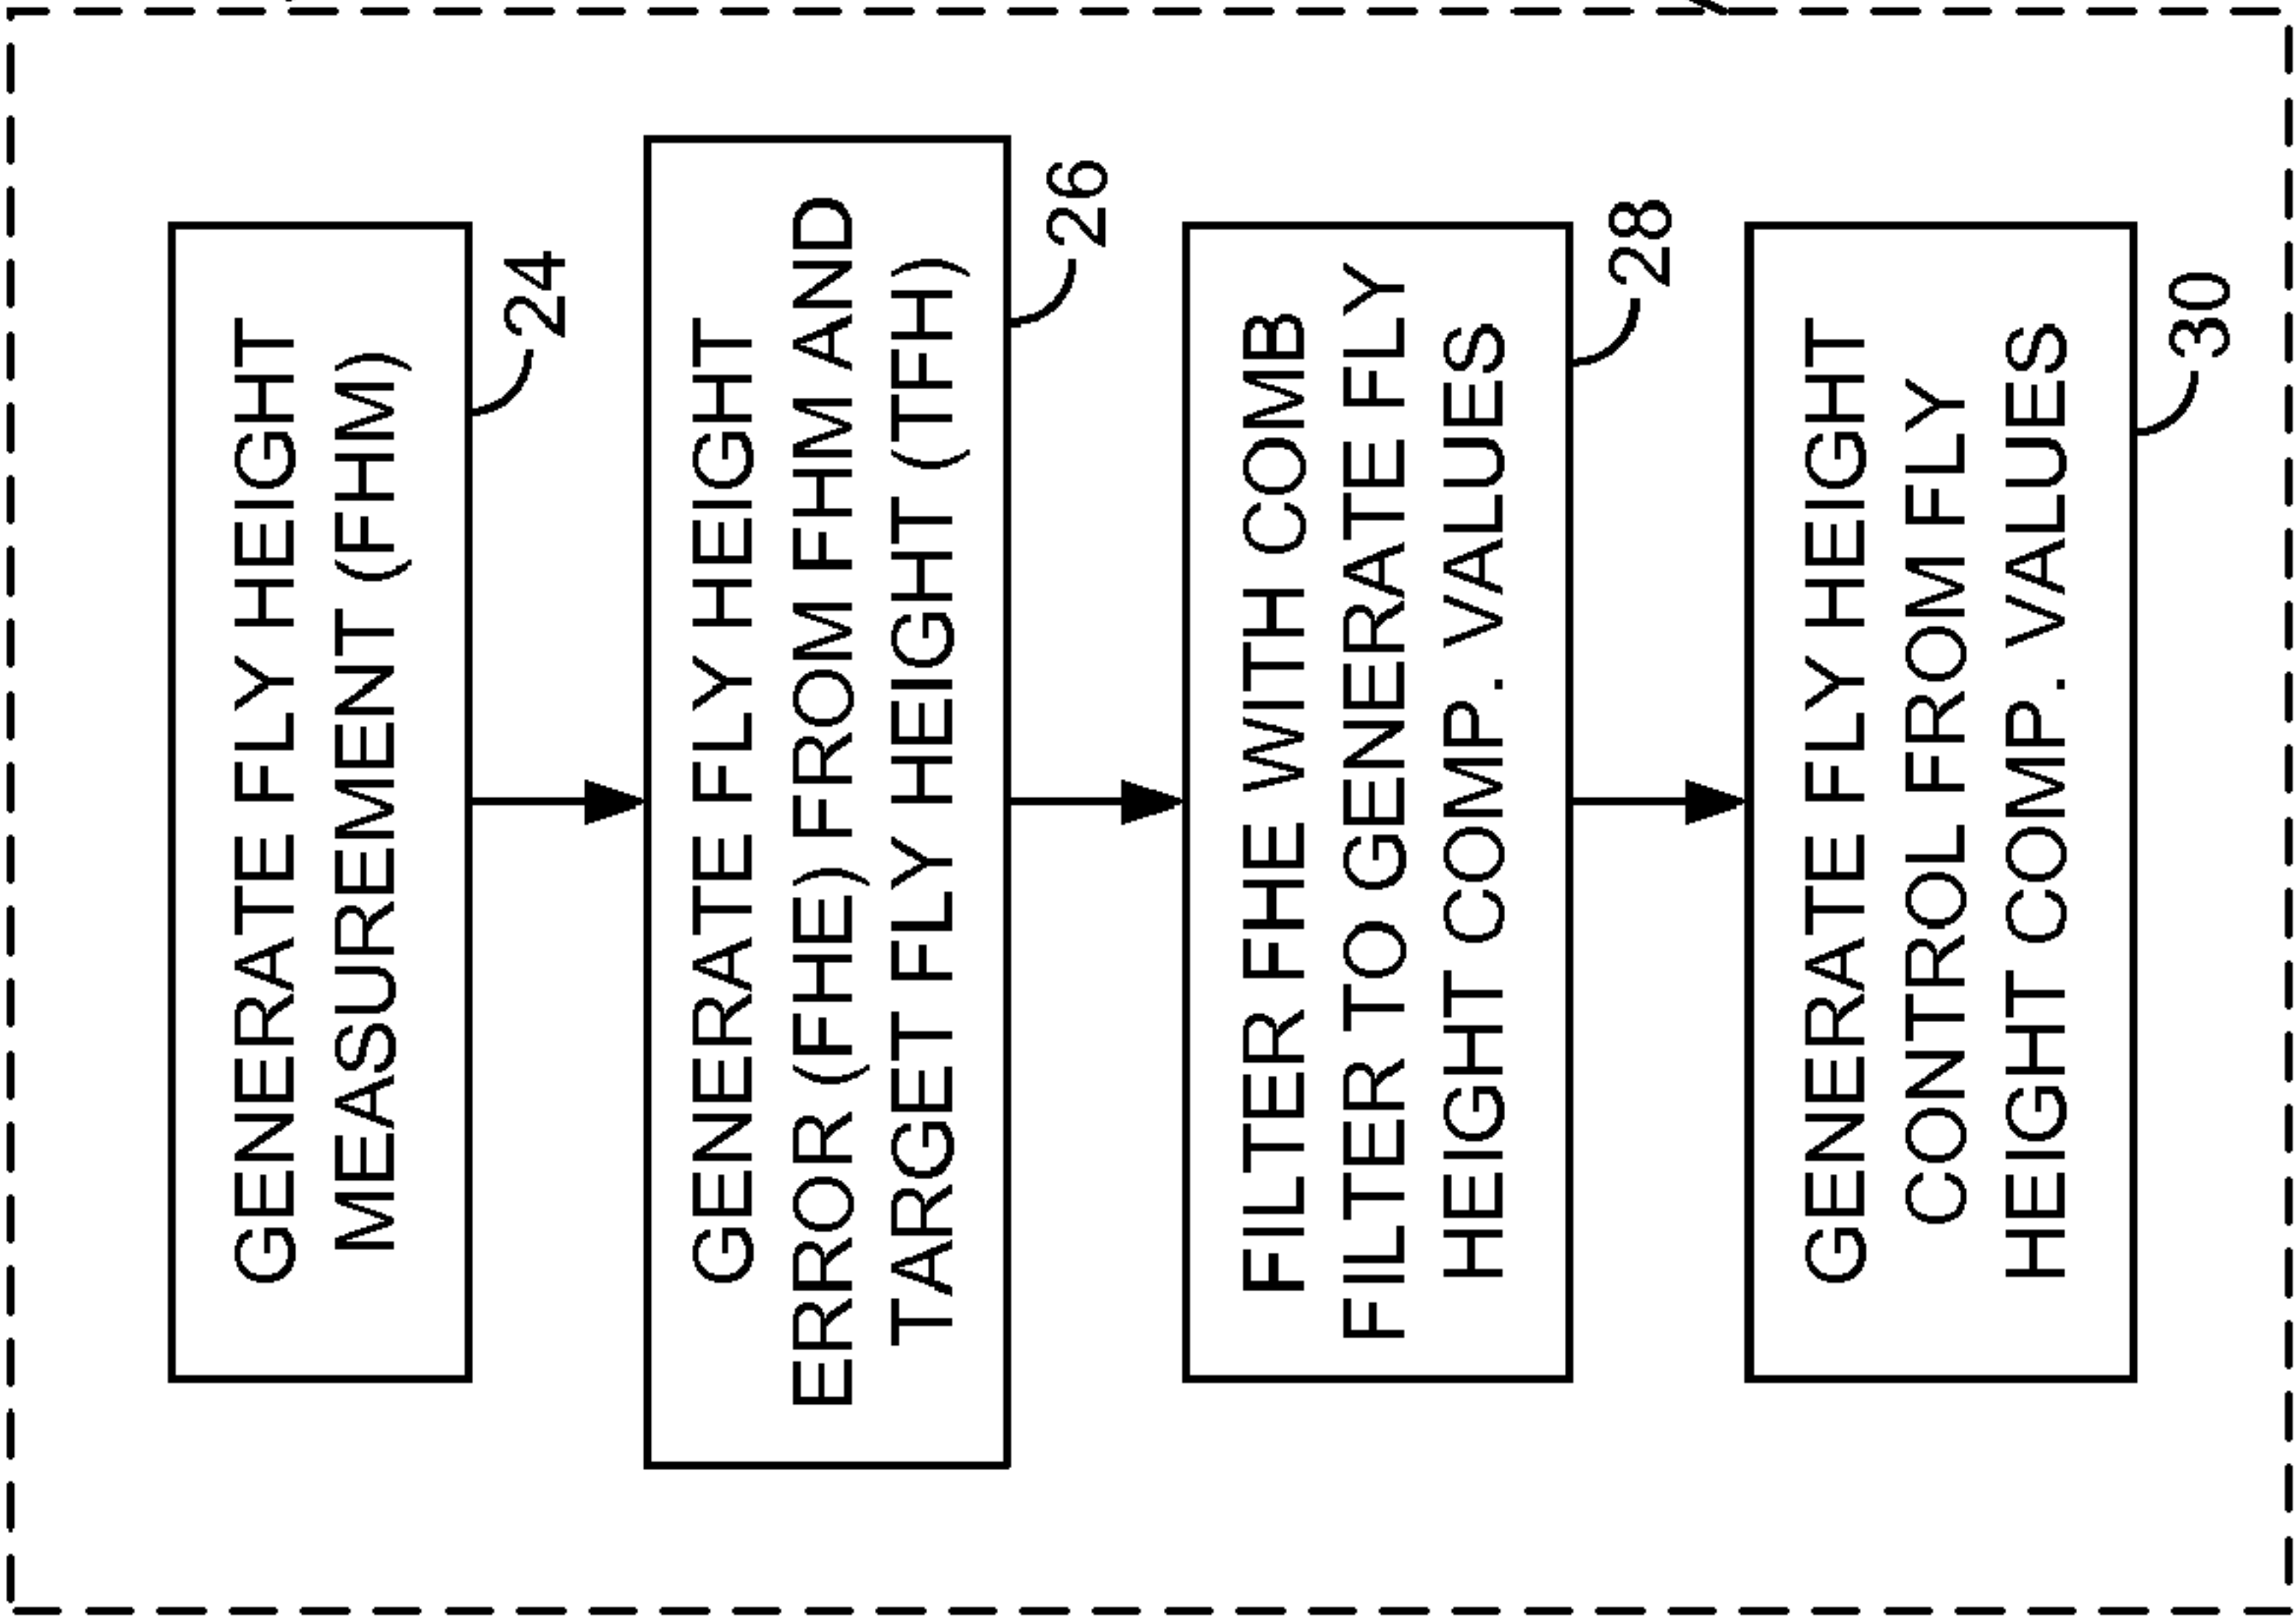 GENERATE FLY HEIGHT
MEASUREMENT (FHM)
24
GENERATE FLY HEIGHT
ERROR (FHE) FROM FHM AND
TARGET FLY HEIGHT (TFH)
26
FILTER FHE WITH COMB
FILTER TO GENERATE FLY
HEIGHT COMP. VALUES
28
GENERATE FLY HEIGHT
CONTROL FROM FLY
HEIGHT COMP. VALUES
30